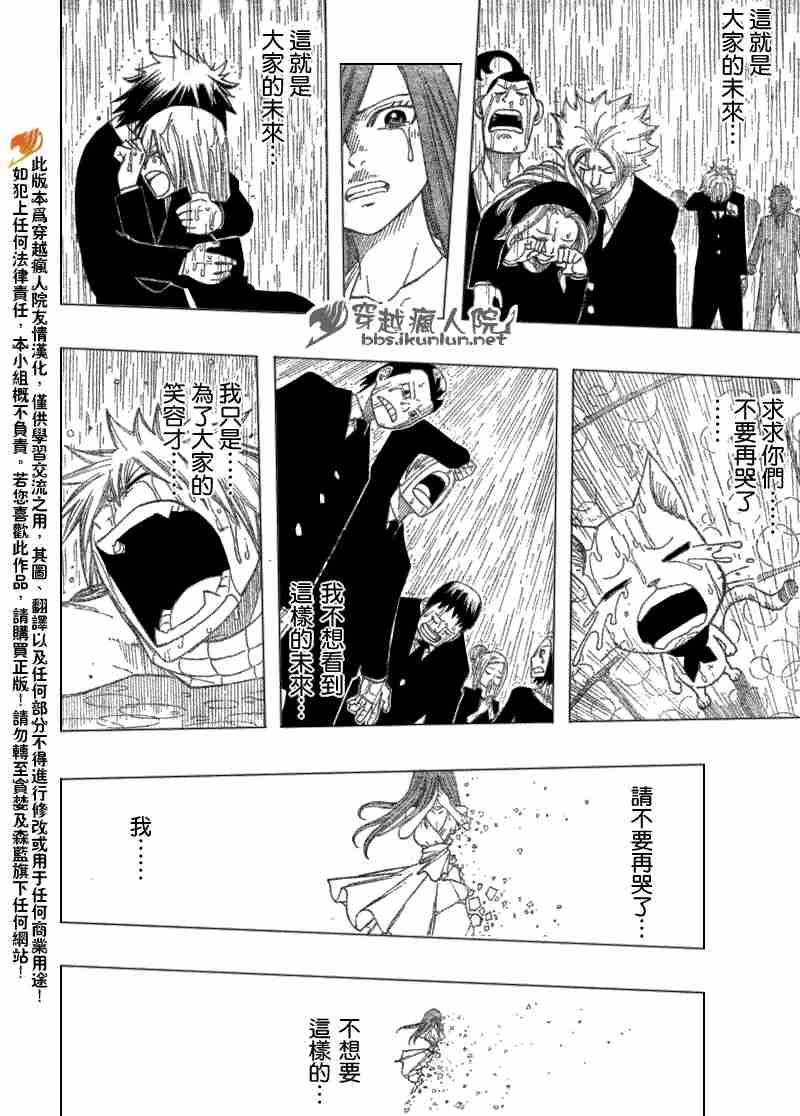 這就是
大家的未來…
這就是
大家的未來…
求求你們…
不要再哭了
……
我不想看到
這樣的未來…
我只是……
為了大家的
笑容才……
請不要再哭了…
我……
不想要
這樣的…
穿越瘋人院
bbs.ikunlun.net
此版本爲穿越瘋人院友情漢化，僅供學習交流之用，其圖、翻譯以及任何部分不得進行修改或用于任何商業用途！
如犯上任何法律責任，本小組概不負責。若您喜歡此作品，請購買正版！請勿轉至貪婪及森藍旗下任何網站！